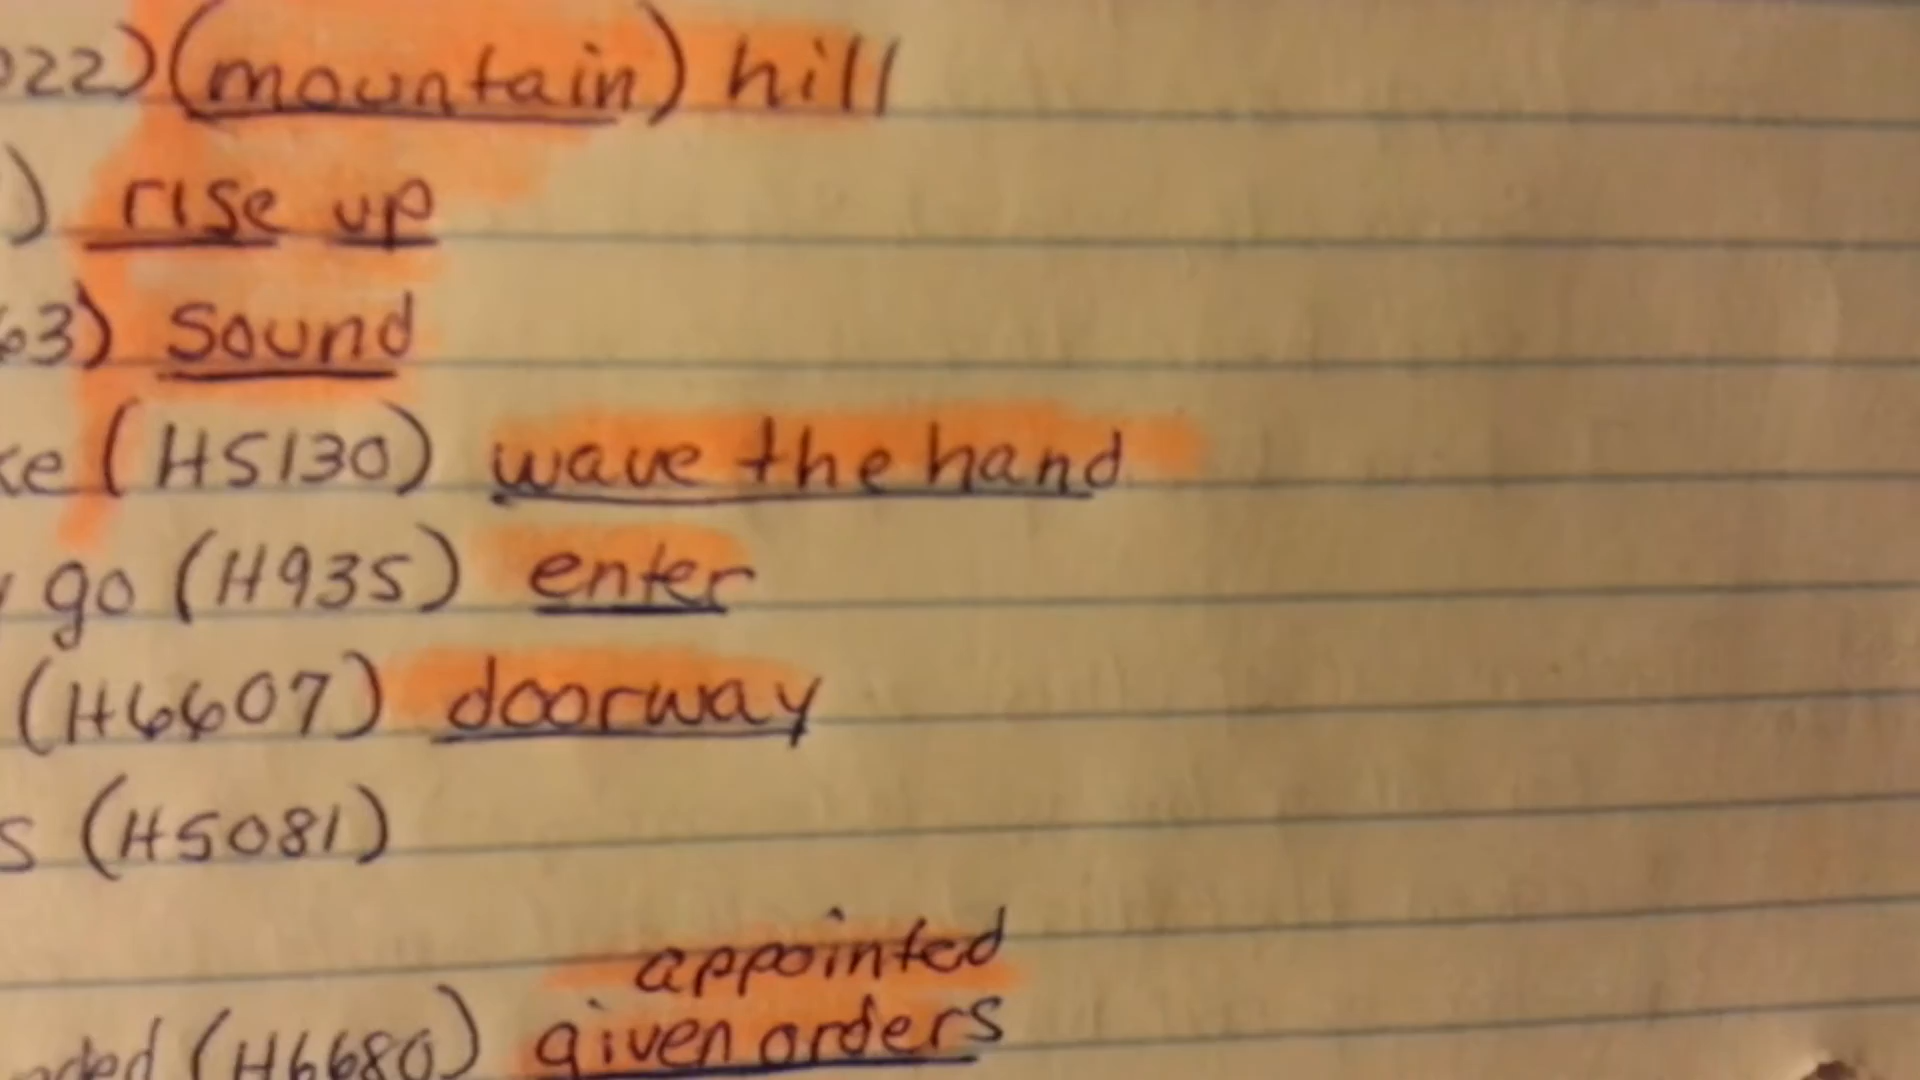 022) (mountain) hill
) rise up
63) sound
ke (H5130) wave the hand
go (H935) enter
(H6607) doorway
s (H5081)
appointed
nded (H6680) given orders